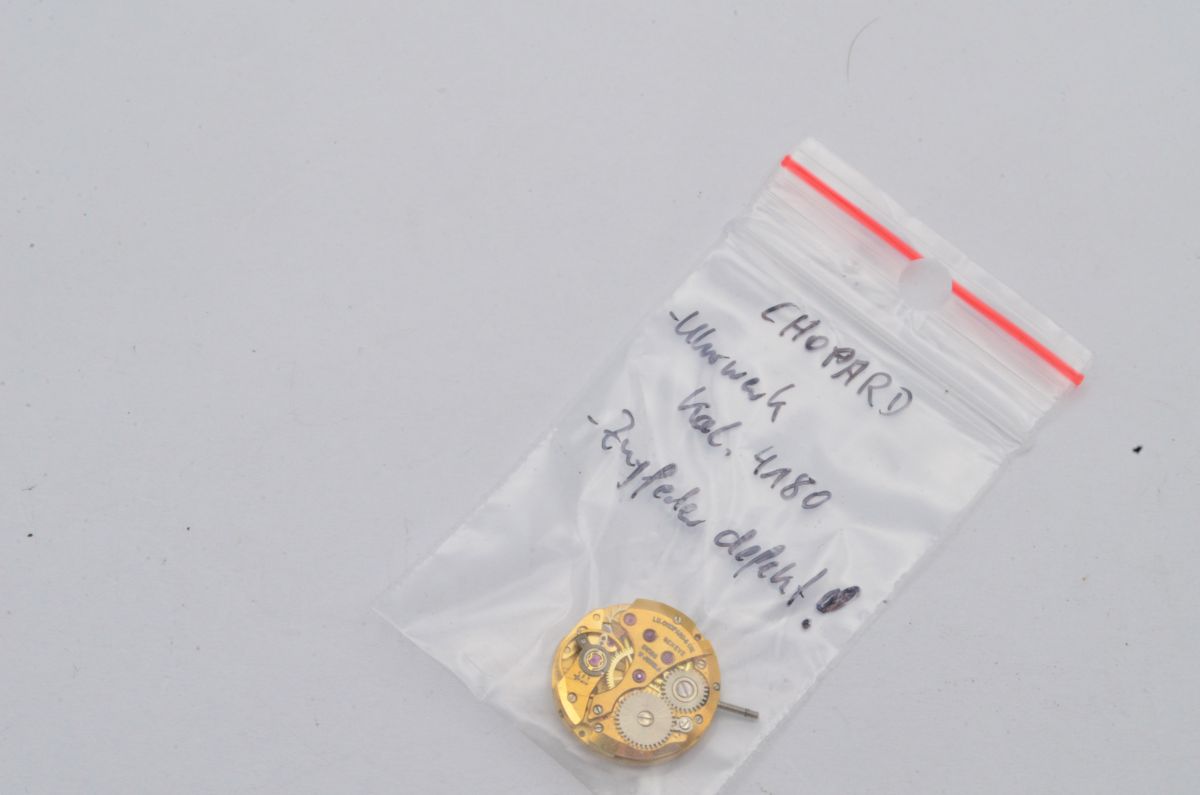 CHOPARD
-Uhrwerk
Kal. 4180
-Zugfeder defekt!